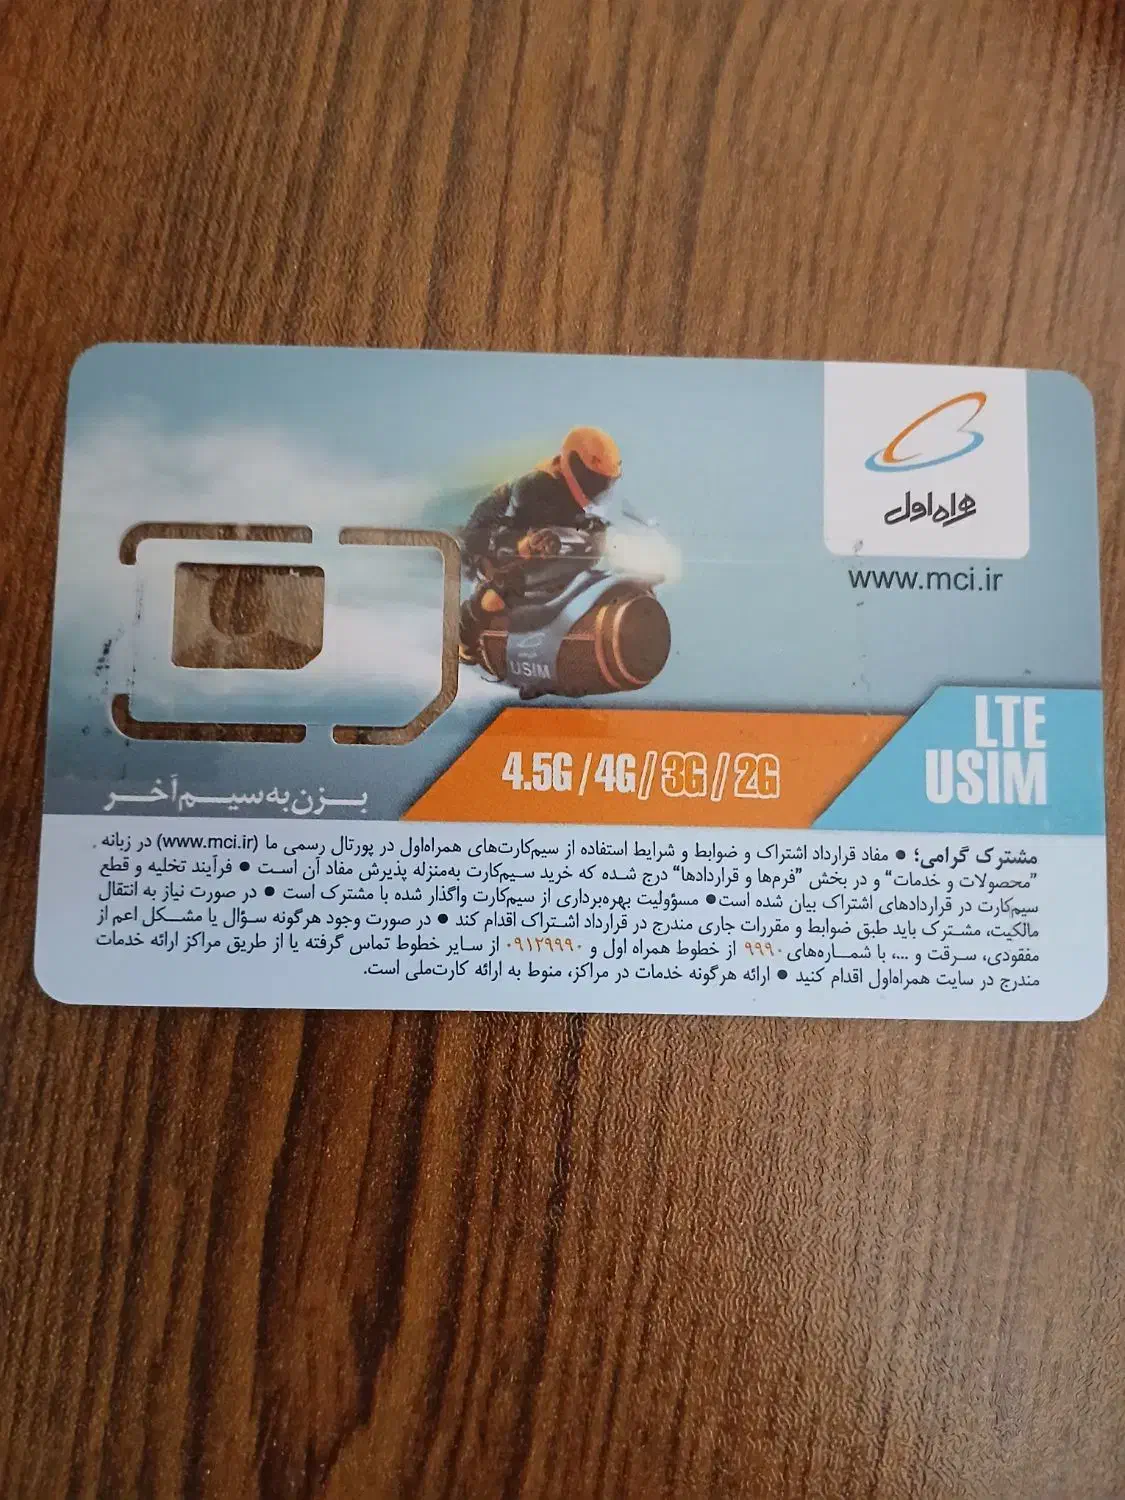 همراه اول
www.mci.ir
USIM
LTE
USIM
4.5G / 4G / 3G / 2G
بزن به سیم آخر
مشترک گرامی؛ ● مفاد قرارداد اشتراک و ضوابط و شرایط استفاده از سیم‌کارت‌های همراه‌اول در پورتال رسمی ما (www.mci.ir) در زبانه
"محصولات و خدمات" و در بخش "فرم‌ها و قراردادها" درج شده که خرید سیم‌کارت به‌منزله پذیرش مفاد آن است ● فرآیند تخلیه و قطع
سیم‌کارت در قراردادهای اشتراک بیان شده است● مسؤولیت بهره‌برداری از سیم‌کارت واگذار شده با مشترک است ● در صورت نیاز به انتقال
مالکیت، مشترک باید طبق ضوابط و مقررات جاری مندرج در قرارداد اشتراک اقدام کند ● در صورت وجود هرگونه سؤال یا مشکل اعم از
مفقودی، سرقت و ...، با شماره‌های ۹۹۹۰ از خطوط همراه اول و ۰۹۱۲۹۹۹۰ از سایر خطوط تماس گرفته یا از طریق مراکز ارائه خدمات
مندرج در سایت همراه‌اول اقدام کنید ● ارائه هرگونه خدمات در مراکز، منوط به ارائه کارت‌ملی است.